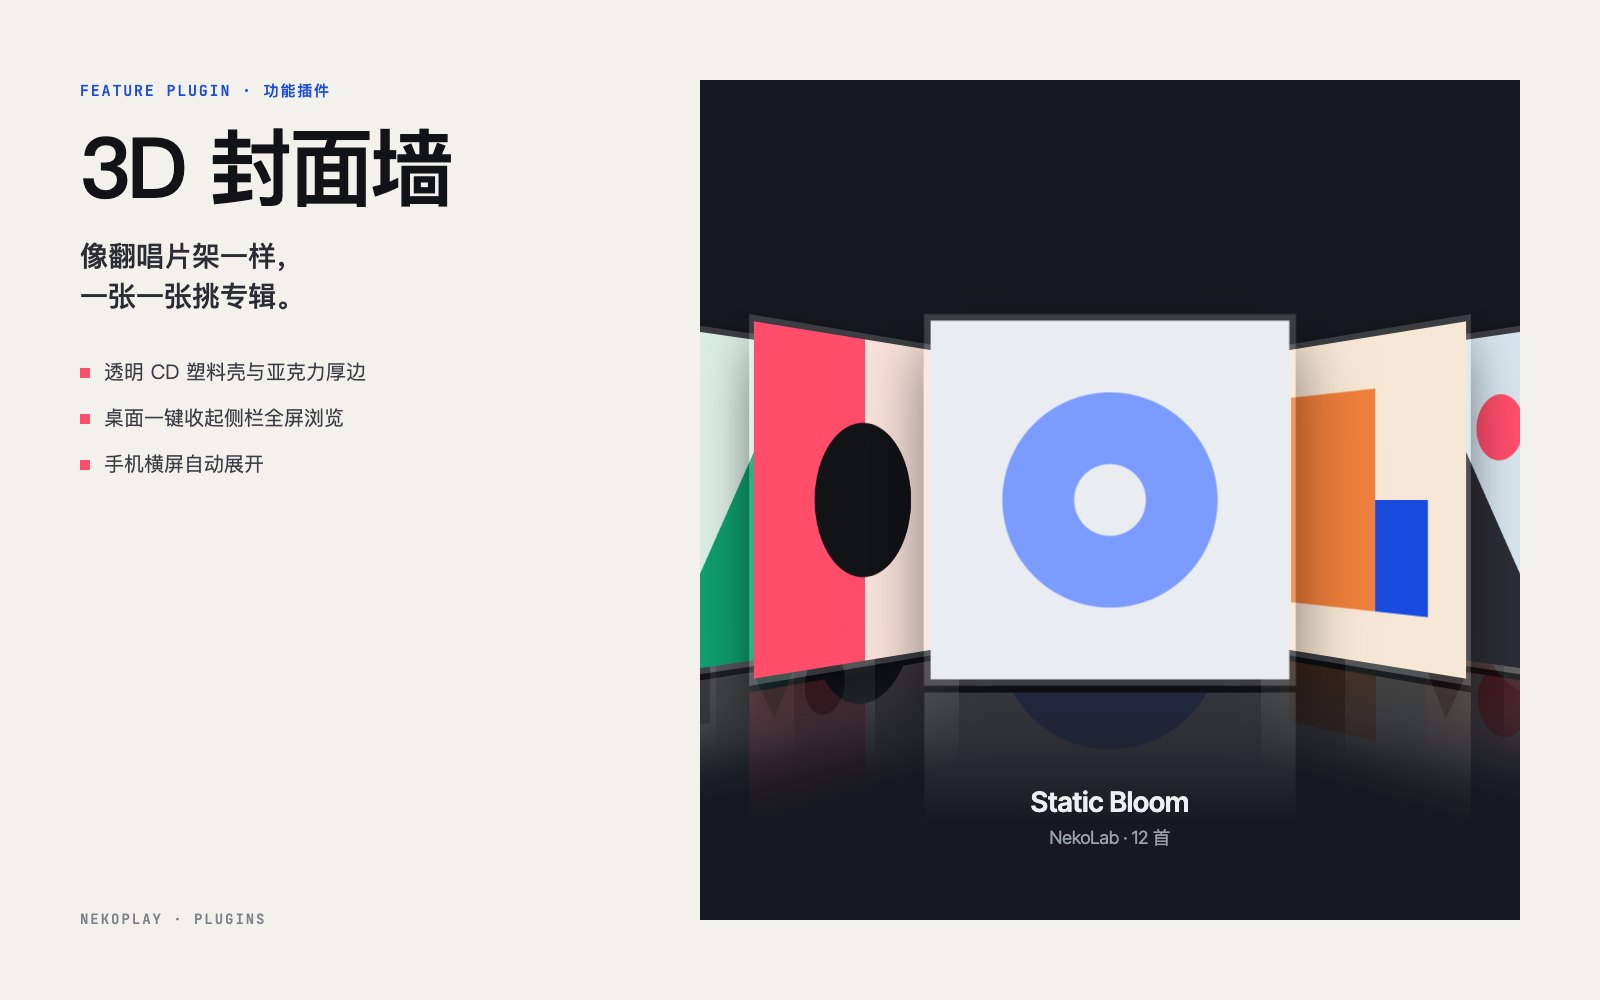 FEATURE PLUGIN · 功能插件
3D 封面墙
像翻唱片架一样，
一张一张挑专辑。
透明 CD 塑料壳与亚克力厚边
桌面一键收起侧栏全屏浏览
手机横屏自动展开
Static Bloom
NekoLab · 12 首
NEKOPLAY · PLUGINS